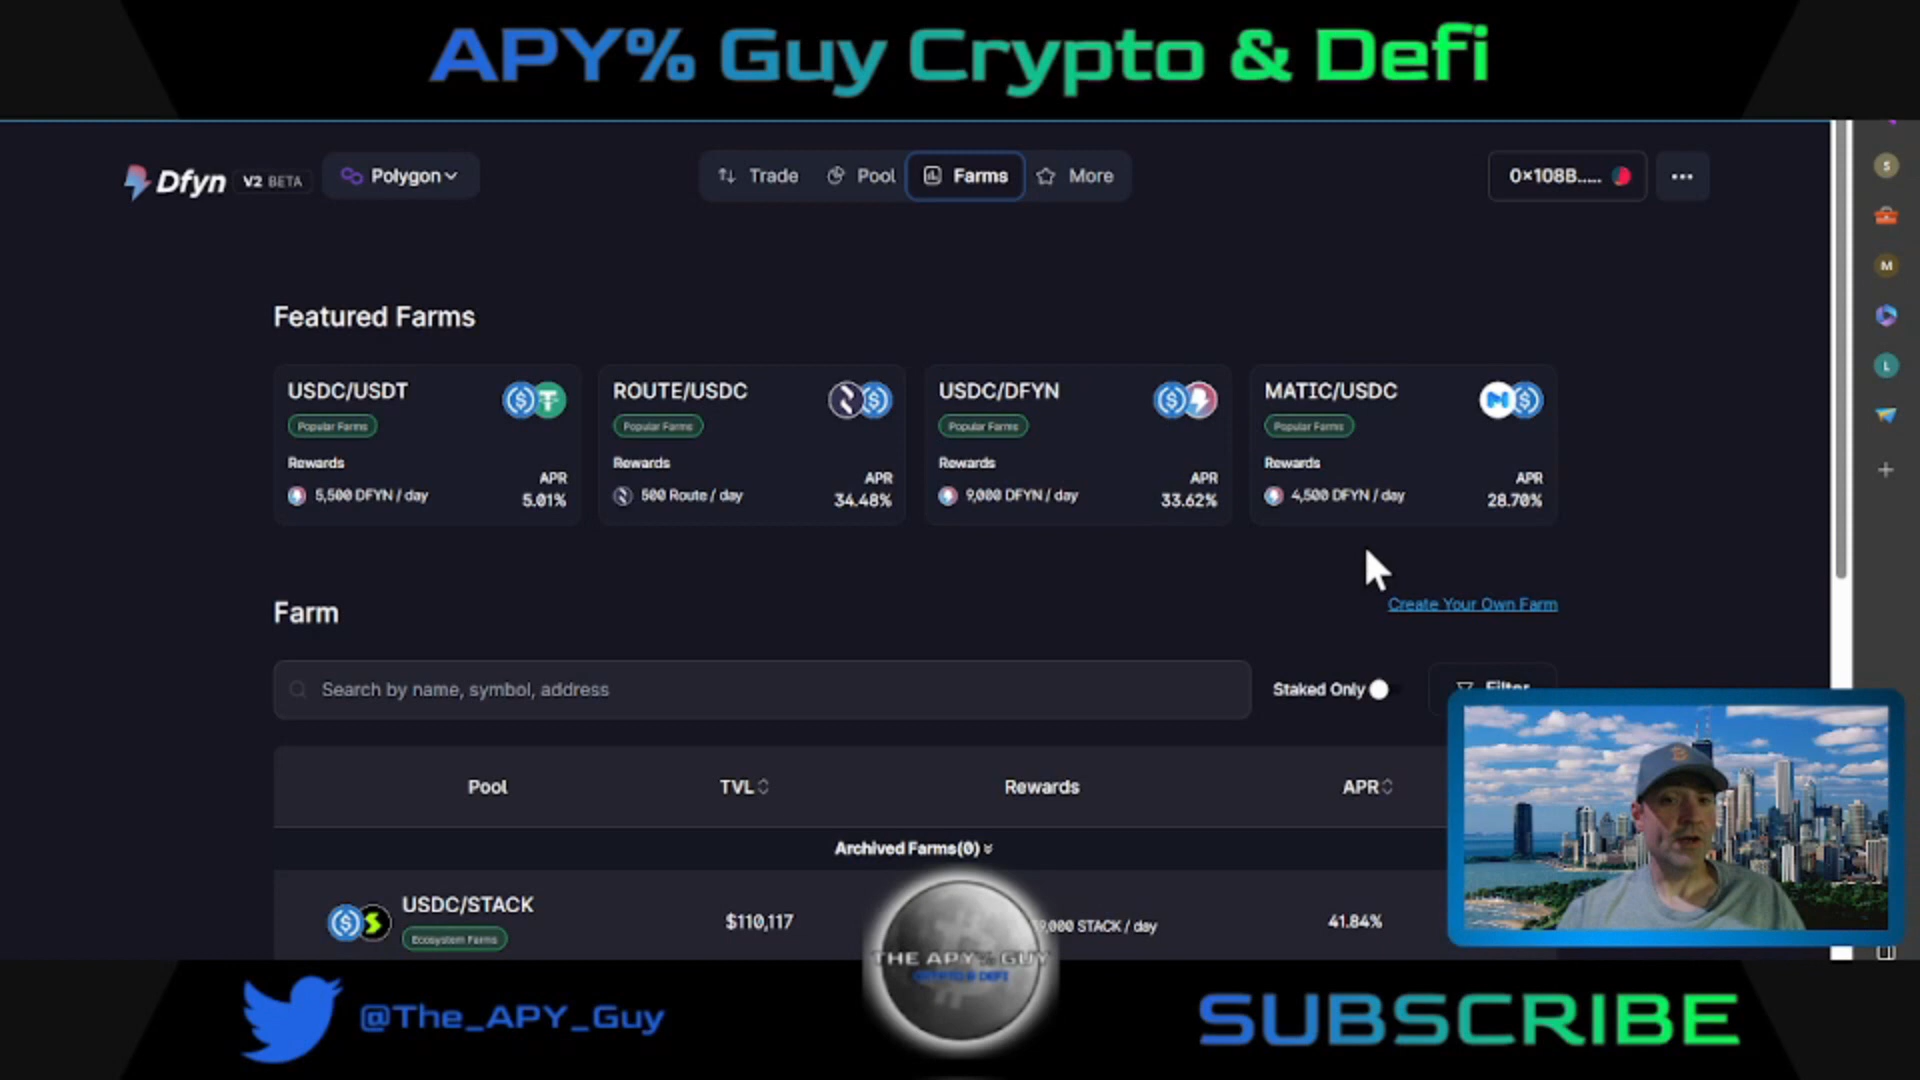 APY% Guy Crypto & Defi
Dfyn V2 BETA Polygon Trade Pool Farms More 0×108B..... ...
S
M
L
Featured Farms
USDC/USDT ROUTE/USDC USDC/DFYN MATIC/USDC
Popular Farms Popular Farms Popular Farms Popular Farms
Rewards Rewards Rewards Rewards
APR APR APR APR
5,500 DFYN / day 5.01% 500 Route / day 34.48% 9,000 DFYN / day 33.62% 4,500 DFYN / day 28.70%
Create Your Own Farm
Farm
Search by name, symbol, address Staked Only Filter
Pool TVL Rewards APR
Archived Farms(0)
USDC/STACK
Ecosystem Farms
$110,117 STACK / day 41.84%
THE APY% GUY
CRYPTO & DEFI
@The_APY_Guy SUBSCRIBE